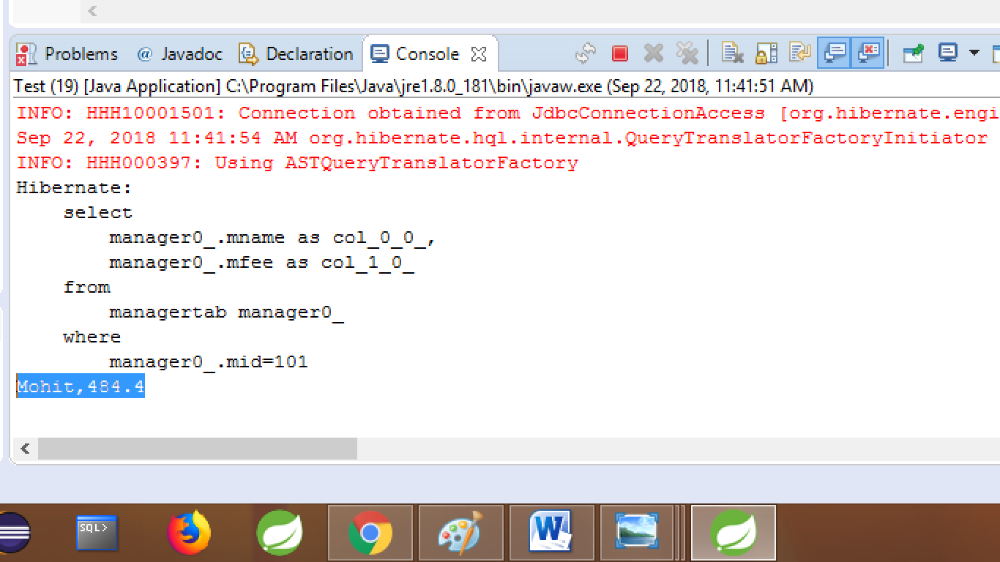 Problems @ Javadoc Declaration Console
Test (19) [Java Application] C:\Program Files\Java\jre1.8.0_181\bin\javaw.exe (Sep 22, 2018, 11:41:51 AM)
INFO: HHH10001501: Connection obtained from JdbcConnectionAccess [org.hibernate.engi
Sep 22, 2018 11:41:54 AM org.hibernate.hql.internal.QueryTranslatorFactoryInitiator
INFO: HHH000397: Using ASTQueryTranslatorFactory
Hibernate:
select
manager0_.mname as col_0_0_,
manager0_.mfee as col_1_0_
from
managertab manager0_
where
manager0_.mid=101
Mohit,484.4
SQL>
W